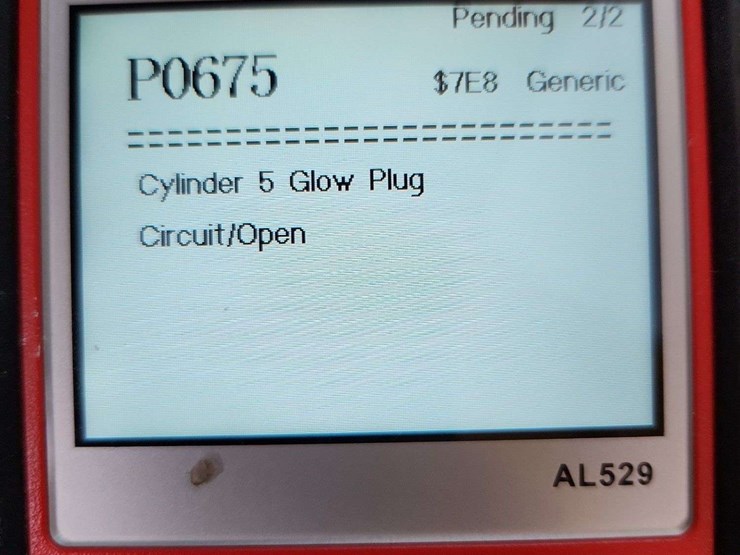 Pending 2/2
P0675 $7E8 Generic
==============================
Cylinder 5 Glow Plug
Circuit/Open
AL529